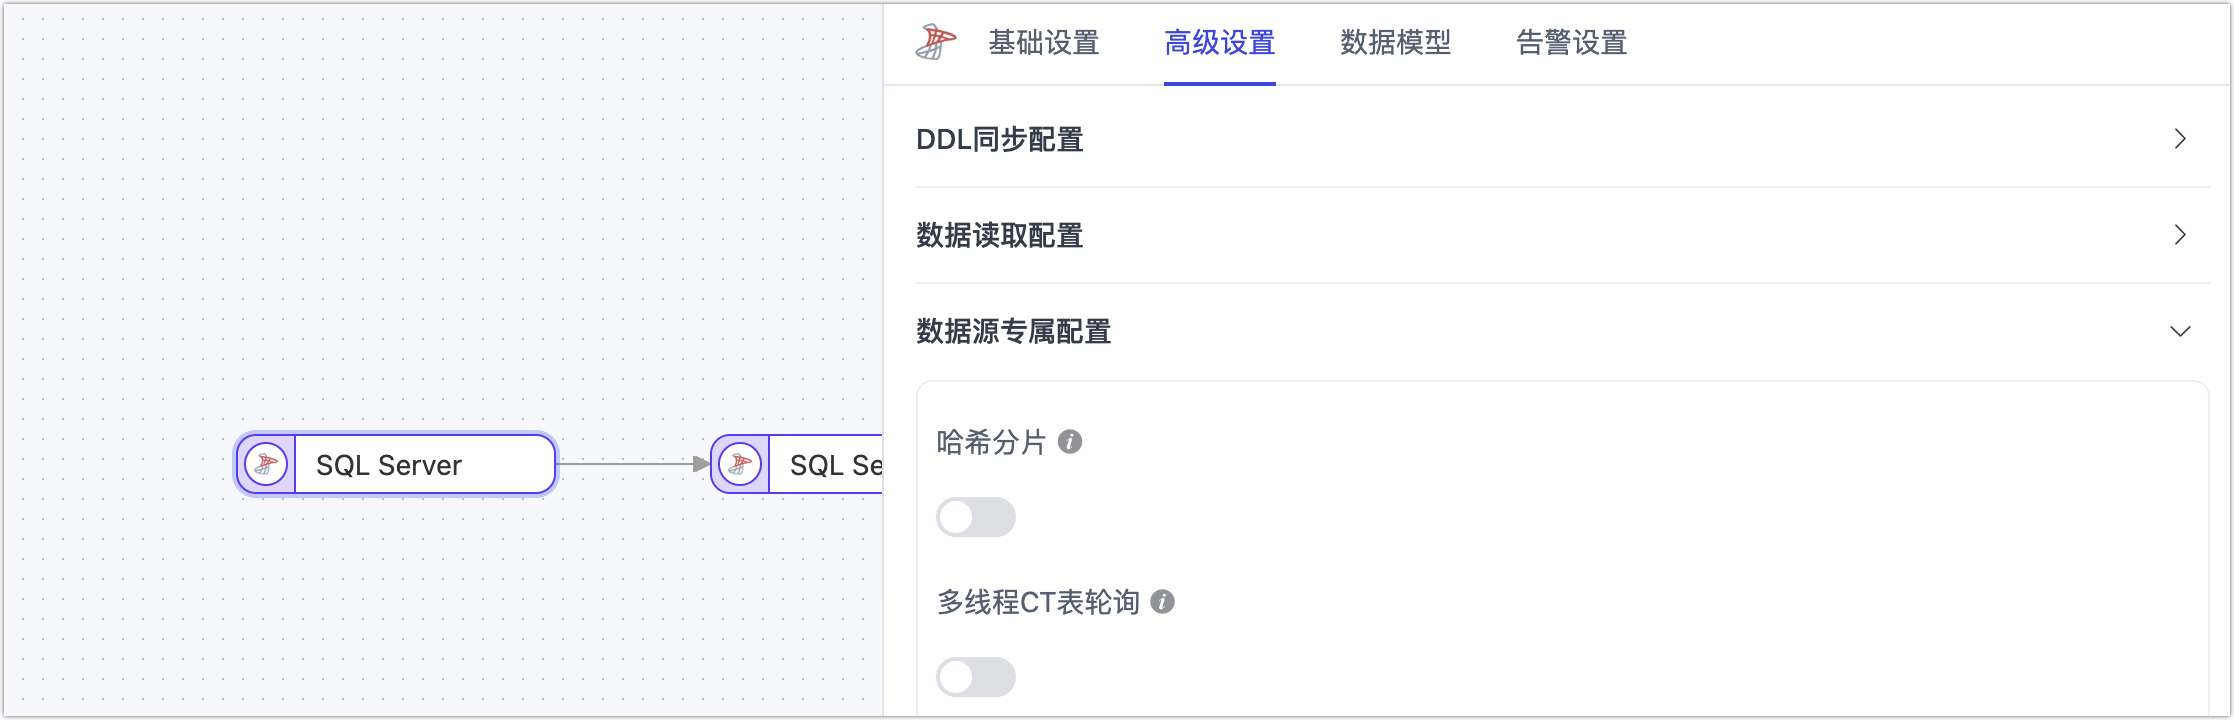 基础设置 高级设置 数据模型 告警设置
DDL同步配置
数据读取配置
数据源专属配置
哈希分片
多线程CT表轮询
SQL Server
SQL Se